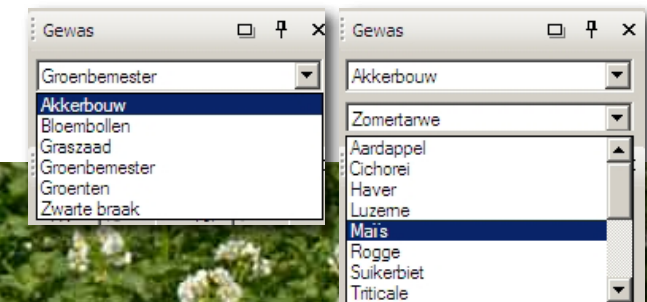 Gewas
Groenbemester
Akkerbouw
Bloembollen
Graszaad
Groenbemester
Groenten
Zwarte braak
Gewas
Akkerbouw
Zomertarwe
Aardappel
Cichorei
Haver
Luzerne
Maïs
Rogge
Suikerbiet
Triticale